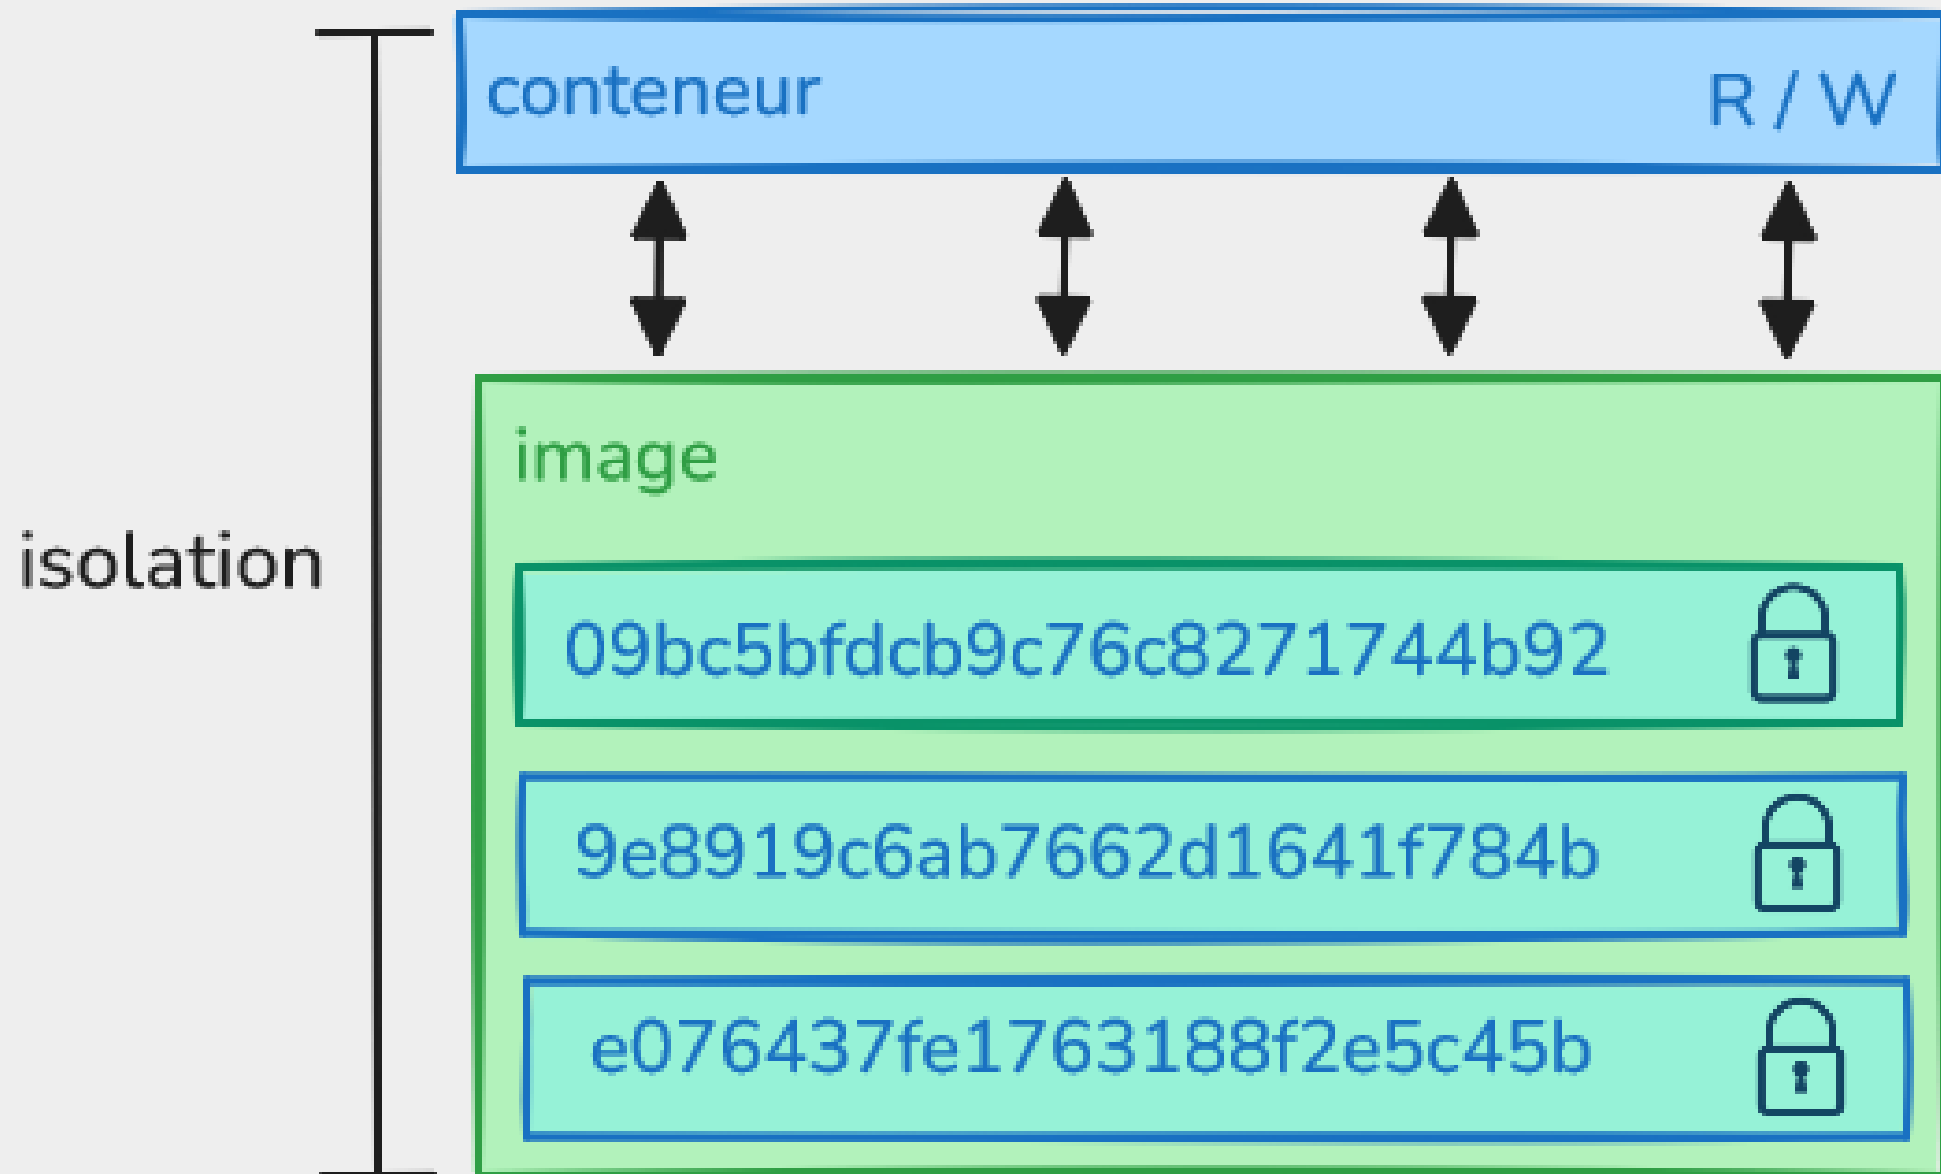 conteneur R / W
image
isolation
09bc5bfdcb9c76c8271744b92
9e8919c6ab7662d1641f784b
e076437fe1763188f2e5c45b